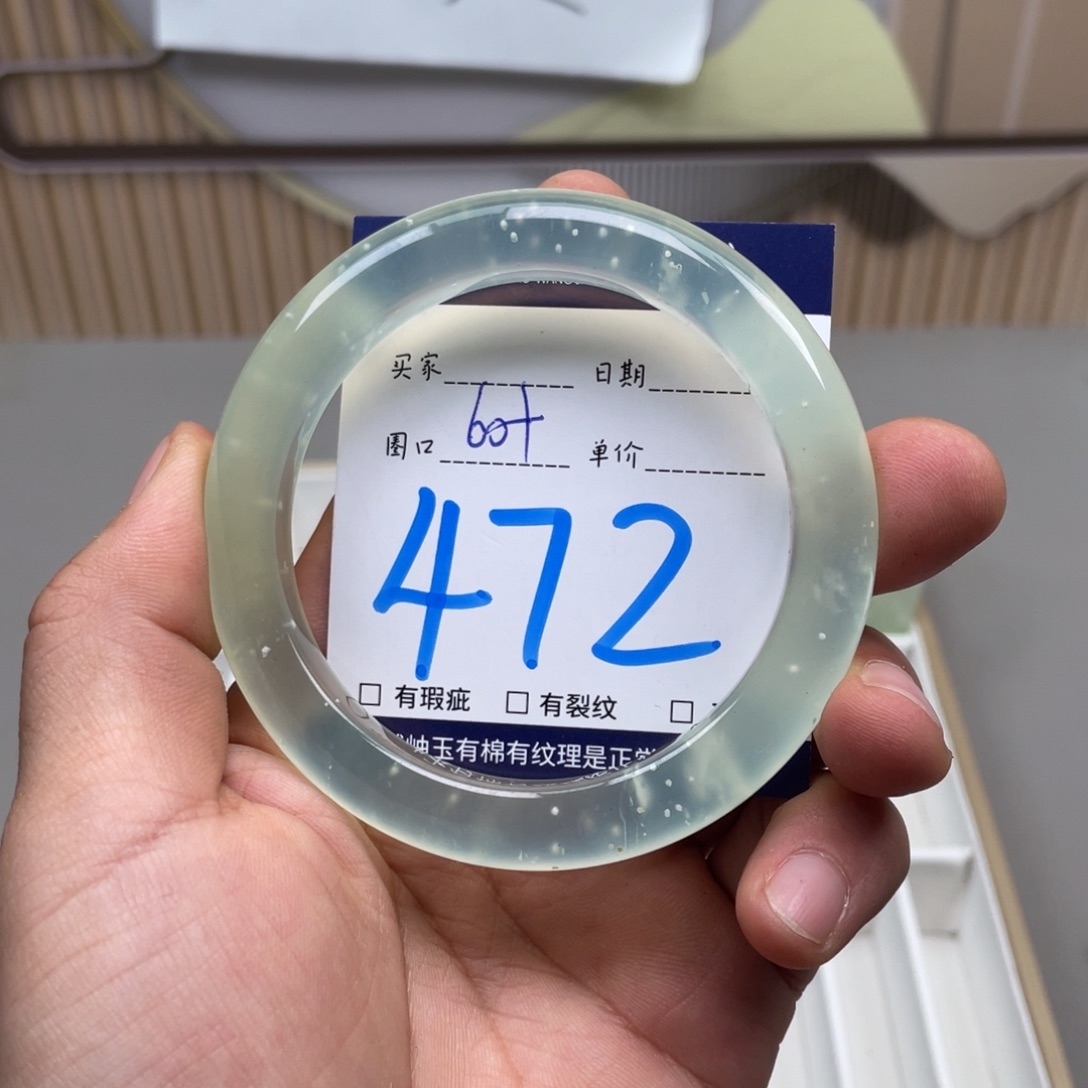 买家__________ 日期________
圈口 60+ 单价_________
472
□ 有瑕疵 □ 有裂纹 □
岫玉有棉有纹理是正常